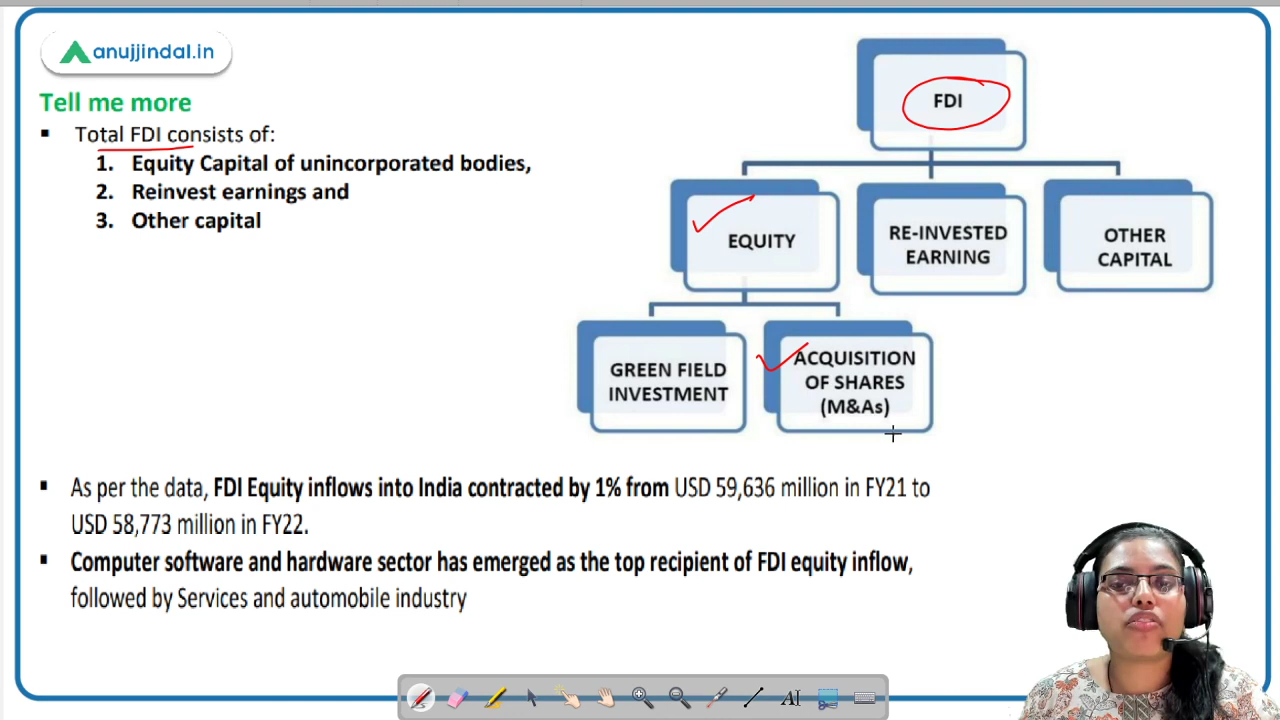 anujjindal.in
Tell me more
▪ Total FDI consists of:
1. Equity Capital of unincorporated bodies,
2. Reinvest earnings and
3. Other capital
FDI
EQUITY
RE-INVESTED
EARNING
OTHER
CAPITAL
GREEN FIELD
INVESTMENT
ACQUISITION
OF SHARES
(M&As)
▪ As per the data, FDI Equity inflows into India contracted by 1% from USD 59,636 million in FY21 to
USD 58,773 million in FY22.
▪ Computer software and hardware sector has emerged as the top recipient of FDI equity inflow,
followed by Services and automobile industry
AI